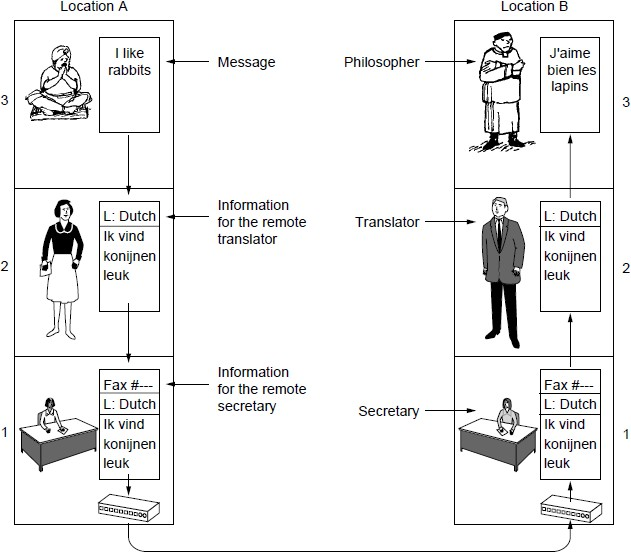 Location A
Location B
I like
rabbits
Message
Philosopher
J'aime
bien les
lapins
3
3
L: Dutch
Ik vind
konijnen
leuk
Information
for the remote
translator
Translator
L: Dutch
Ik vind
konijnen
leuk
2
2
Fax #---
L: Dutch
Ik vind
konijnen
leuk
Information
for the remote
secretary
Secretary
Fax #---
L: Dutch
Ik vind
konijnen
leuk
1
1